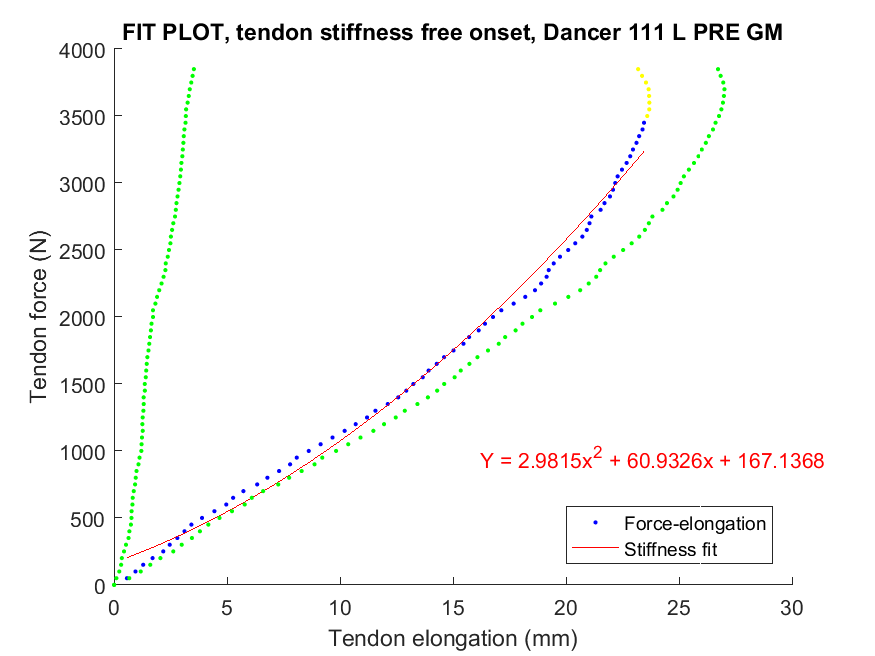 FIT PLOT, tendon stiffness free onset, Dancer 111 L PRE GM
4000
3500
3000
2500
2000
1500
1000
500
0
Tendon force (N)
Y = 2.9815x² + 60.9326x + 167.1368
Force-elongation
Stiffness fit
0 5 10 15 20 25 30
Tendon elongation (mm)